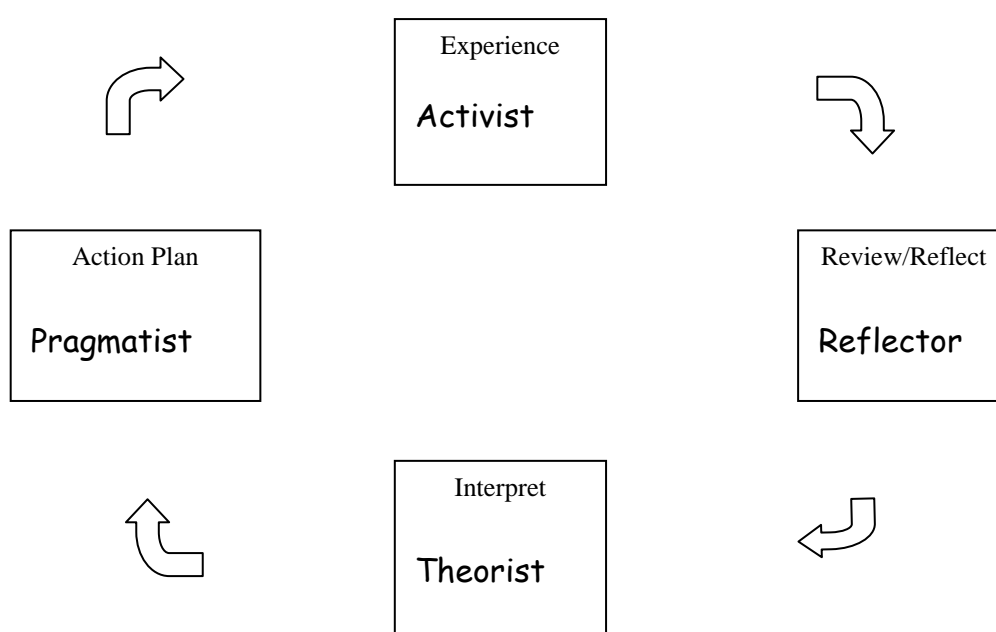 Experience
Activist
Action Plan
Pragmatist
Review/Reflect
Reflector
Interpret
Theorist